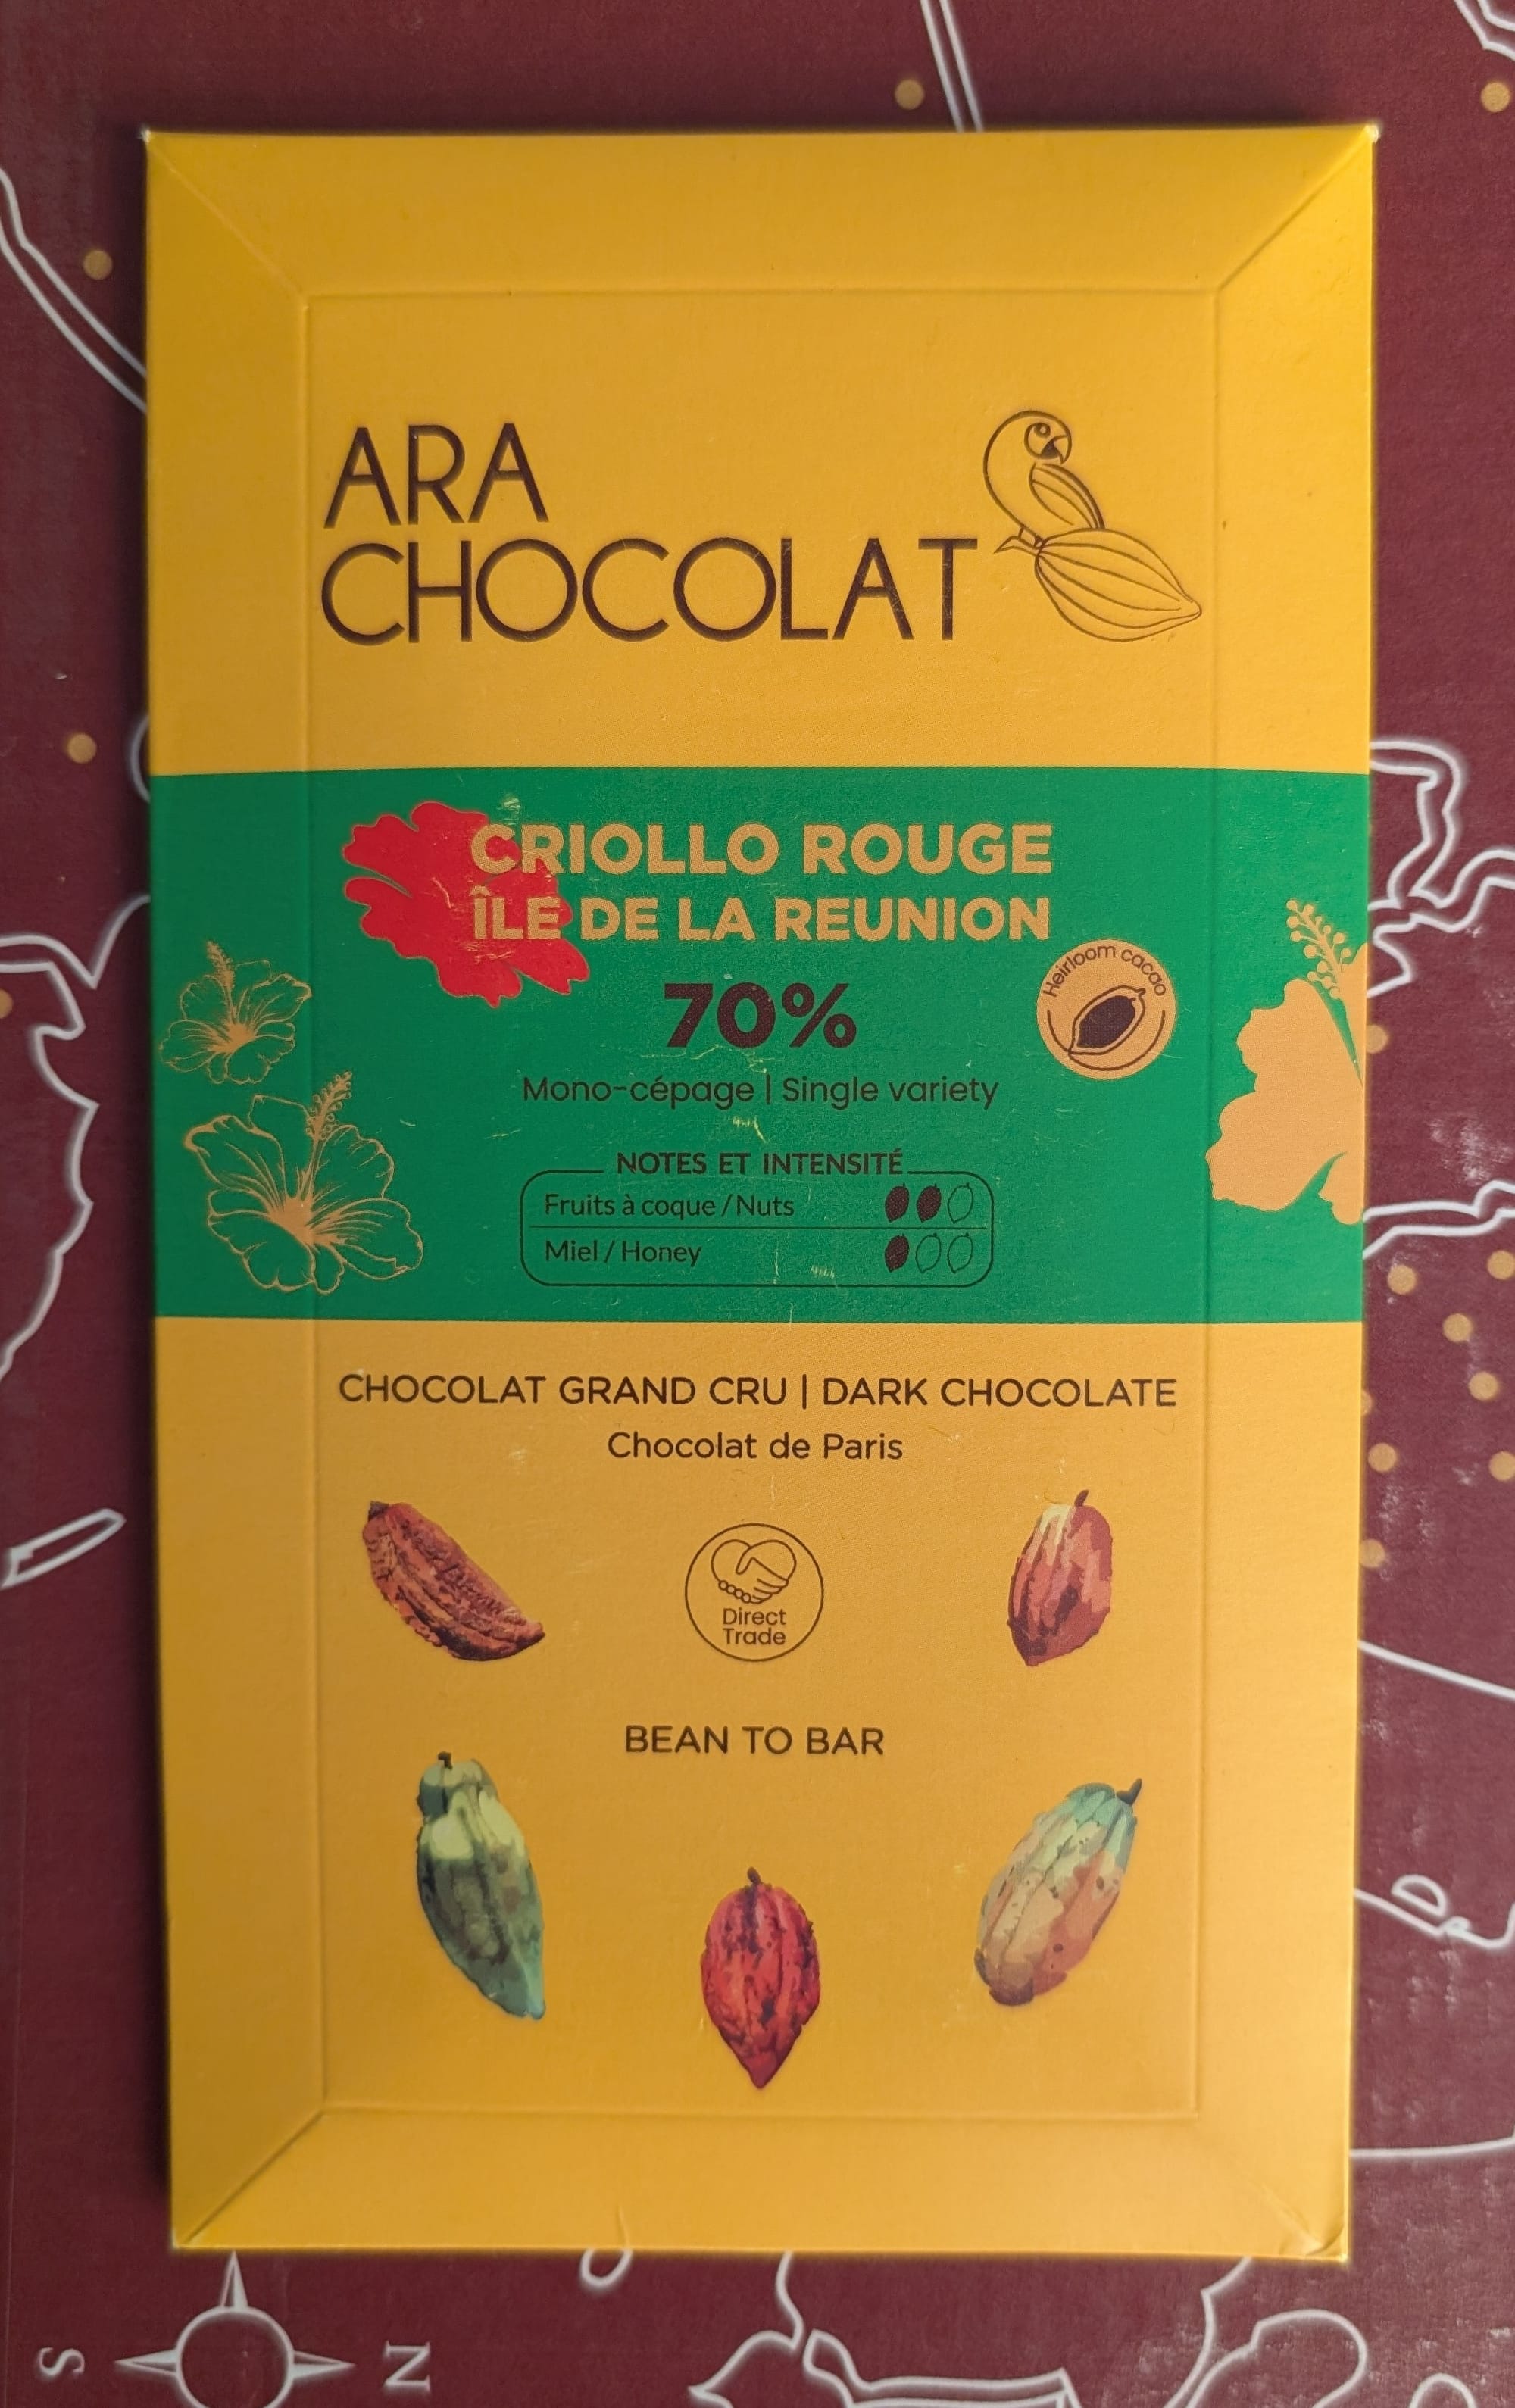 ARA
CHOCOLAT
CRIOLLO ROUGE
ÎLE DE LA REUNION
70%
Heirloom cacao
Mono-cépage | Single variety
NOTES ET INTENSITÉ
Fruits à coque / Nuts
Miel / Honey
CHOCOLAT GRAND CRU | DARK CHOCOLATE
Chocolat de Paris
Direct
Trade
BEAN TO BAR
S
N